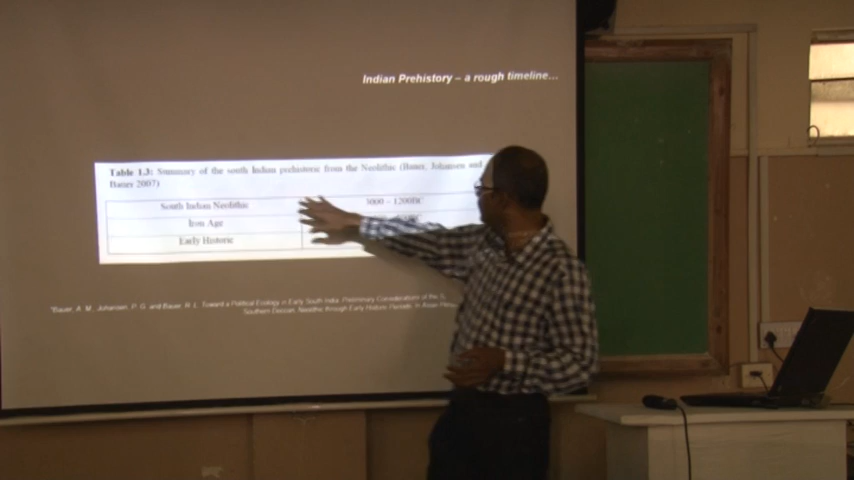 Indian Prehistory – a rough timeline...
Table 1.3: Summary of the south Indian prehistory from the Neolithic (Bauer, Johansen and
Bauer 2007)
South Indian Neolithic 3000 – 1200BC
Iron Age
Early Historic
"Bauer, A. M., Johansen, P. G. and Bauer, R. L. Toward a Political Ecology in Early South India: Preliminary Considerations of the
Southern Deccan, Neolithic through Early Historic Periods. In Asian